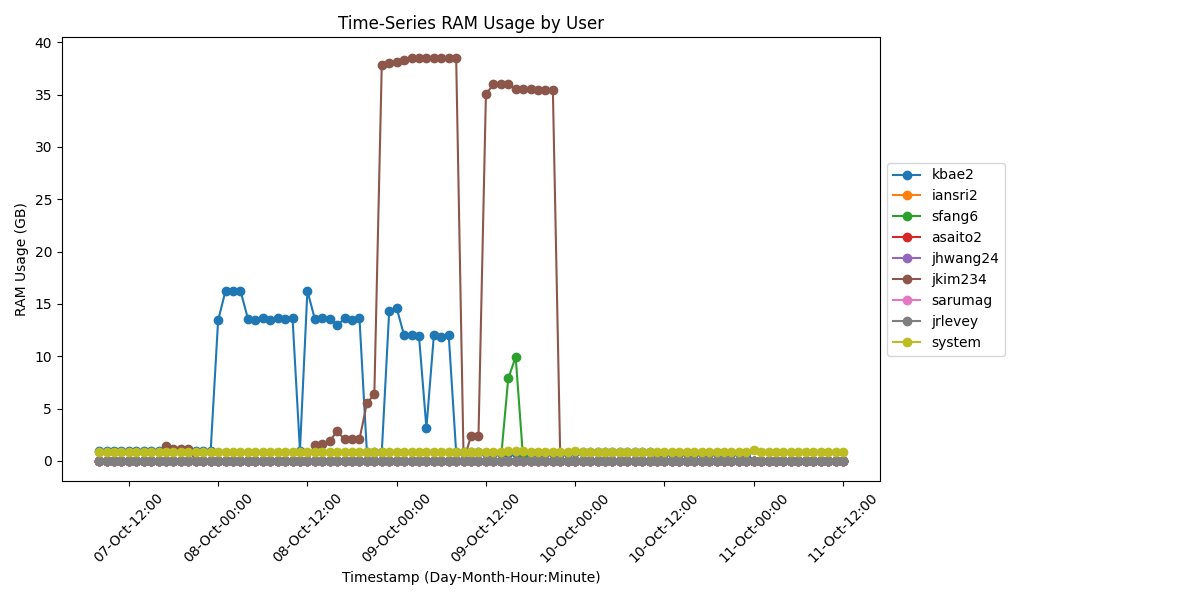 Time-Series RAM Usage by User
RAM Usage (GB)
40
35
30
25
20
15
10
5
0
07-Oct-12:00
08-Oct-00:00
08-Oct-12:00
09-Oct-00:00
09-Oct-12:00
10-Oct-00:00
10-Oct-12:00
11-Oct-00:00
11-Oct-12:00
Timestamp (Day-Month-Hour:Minute)
kbae2
iansri2
sfang6
asaito2
jhwang24
jkim234
sarumag
jrlevey
system